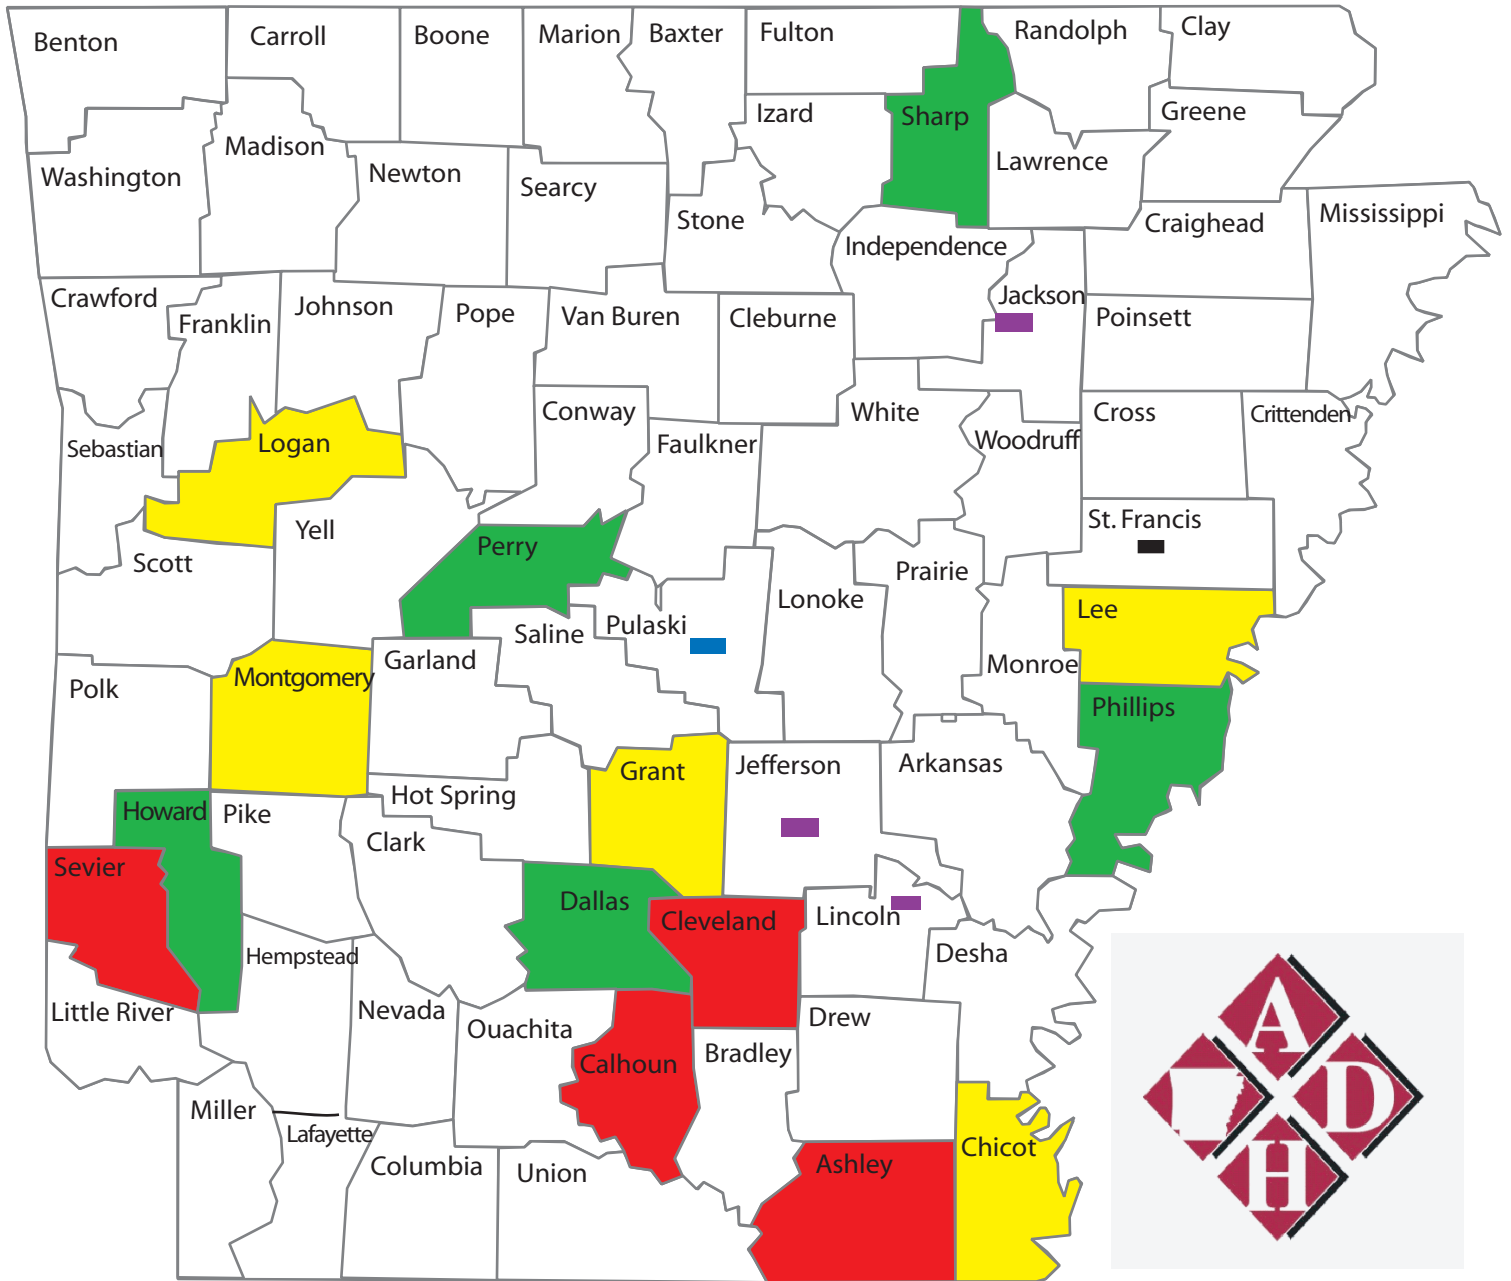 Benton
Carroll
Boone
Marion
Baxter
Fulton
Randolph
Clay
Izard
Sharp
Greene
Washington
Madison
Newton
Searcy
Lawrence
Stone
Independence
Craighead
Mississippi
Crawford
Franklin
Johnson
Pope
Van Buren
Cleburne
Jackson
Poinsett
Sebastian
Logan
Conway
Faulkner
White
Woodruff
Cross
Crittenden
Scott
Yell
Perry
Lonoke
Prairie
St. Francis
Saline
Pulaski
Lee
Polk
Montgomery
Garland
Monroe
Phillips
Grant
Jefferson
Arkansas
Howard
Pike
Hot Spring
Clark
Sevier
Dallas
Cleveland
Lincoln
Desha
Hempstead
Little River
Nevada
Ouachita
Calhoun
Bradley
Drew
Miller
Lafayette
Columbia
Union
Ashley
Chicot
A
D
H